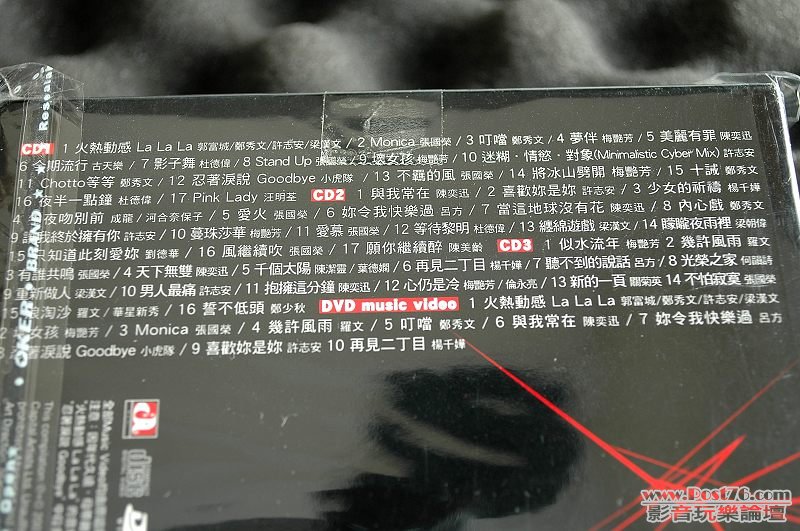 Reseala
CD1 1 火熱動感 La La La 郭富城/鄭秀文/許志安/梁漢文/ 2 Monica 張國榮/ 3 叮噹 鄭秀文/ 4 夢伴 梅艷芳/ 5 美麗有罪 陳奕迅
6 期流行 古天樂/ 7 影子舞 杜德偉/ 8 Stand Up 張國榮/ 9 壞女孩 梅艷芳/ 10 迷糊・情慾・對象(Minimalistic Cyber Mix) 許志安
11 Chotto等等 鄭秀文/ 12 忍著淚說 Goodbye 小虎隊/ 13 不羈的風 張國榮/ 14 將冰山劈開 梅艷芳/ 15 十誡 鄭秀文/
16 夜半一點鐘 杜德偉/ 17 Pink Lady 汪明荃 CD2 1 與我常在 陳奕迅/ 2 喜歡妳是妳 許志安/ 3 少女的祈禱 楊千嬅
4 夜吻別前 成龍/河合奈保子/ 5 愛火 張國榮/ 6 妳令我快樂過 呂方/ 7 當這地球沒有花 陳奕迅/ 8 內心戲 鄭秀文
9 我終於擁有你 許志安/ 10 蔓珠莎華 梅艷芳/ 11 愛慕 張國榮/ 12 等待黎明 杜德偉/ 13 纏綿遊戲 梁漢文/ 14 矇矓夜雨裡 梁朝偉
只知道此刻愛妳 劉德華/ 16 風繼續吹 張國榮/ 17 願你繼續醉 陳美齡 CD3 1 似水流年 梅艷芳/ 2 幾許風雨 羅文
3 有誰共鳴 張國榮/ 4 天下無雙 陳奕迅/ 5 千個太陽 陳潔靈/葉德嫻/ 6 再見二丁目 楊千嬅/ 7 聽不到的說話 呂方/ 8 光榮之家 何韻詩
9 重新做人 梁漢文/ 10 男人最痛 許志安/ 11 抱擁這分鐘 陳奕迅/ 12 心仍是冷 梅艷芳/倫永亮/ 13 新的一頁 關菊英/ 14 不怕寂寞 張國榮
浪淘沙 羅文/華星新秀/ 16 誓不低頭 鄭少秋 DVD music video 1 火熱動感 La La La 郭富城/鄭秀文/許志安/梁漢文
女孩 梅艷芳/ 3 Monica 張國榮/ 4 幾許風雨 羅文/ 5 叮噹 鄭秀文/ 6 與我常在 陳奕迅/ 7 妳令我快樂過 呂方
著淚說 Goodbye 小虎隊/ 9 喜歡妳是妳 許志安/ 10 再見二丁目 楊千嬅
OKER BRAND
Opens
全部Music Video
www.Post76.com
影音玩樂論壇